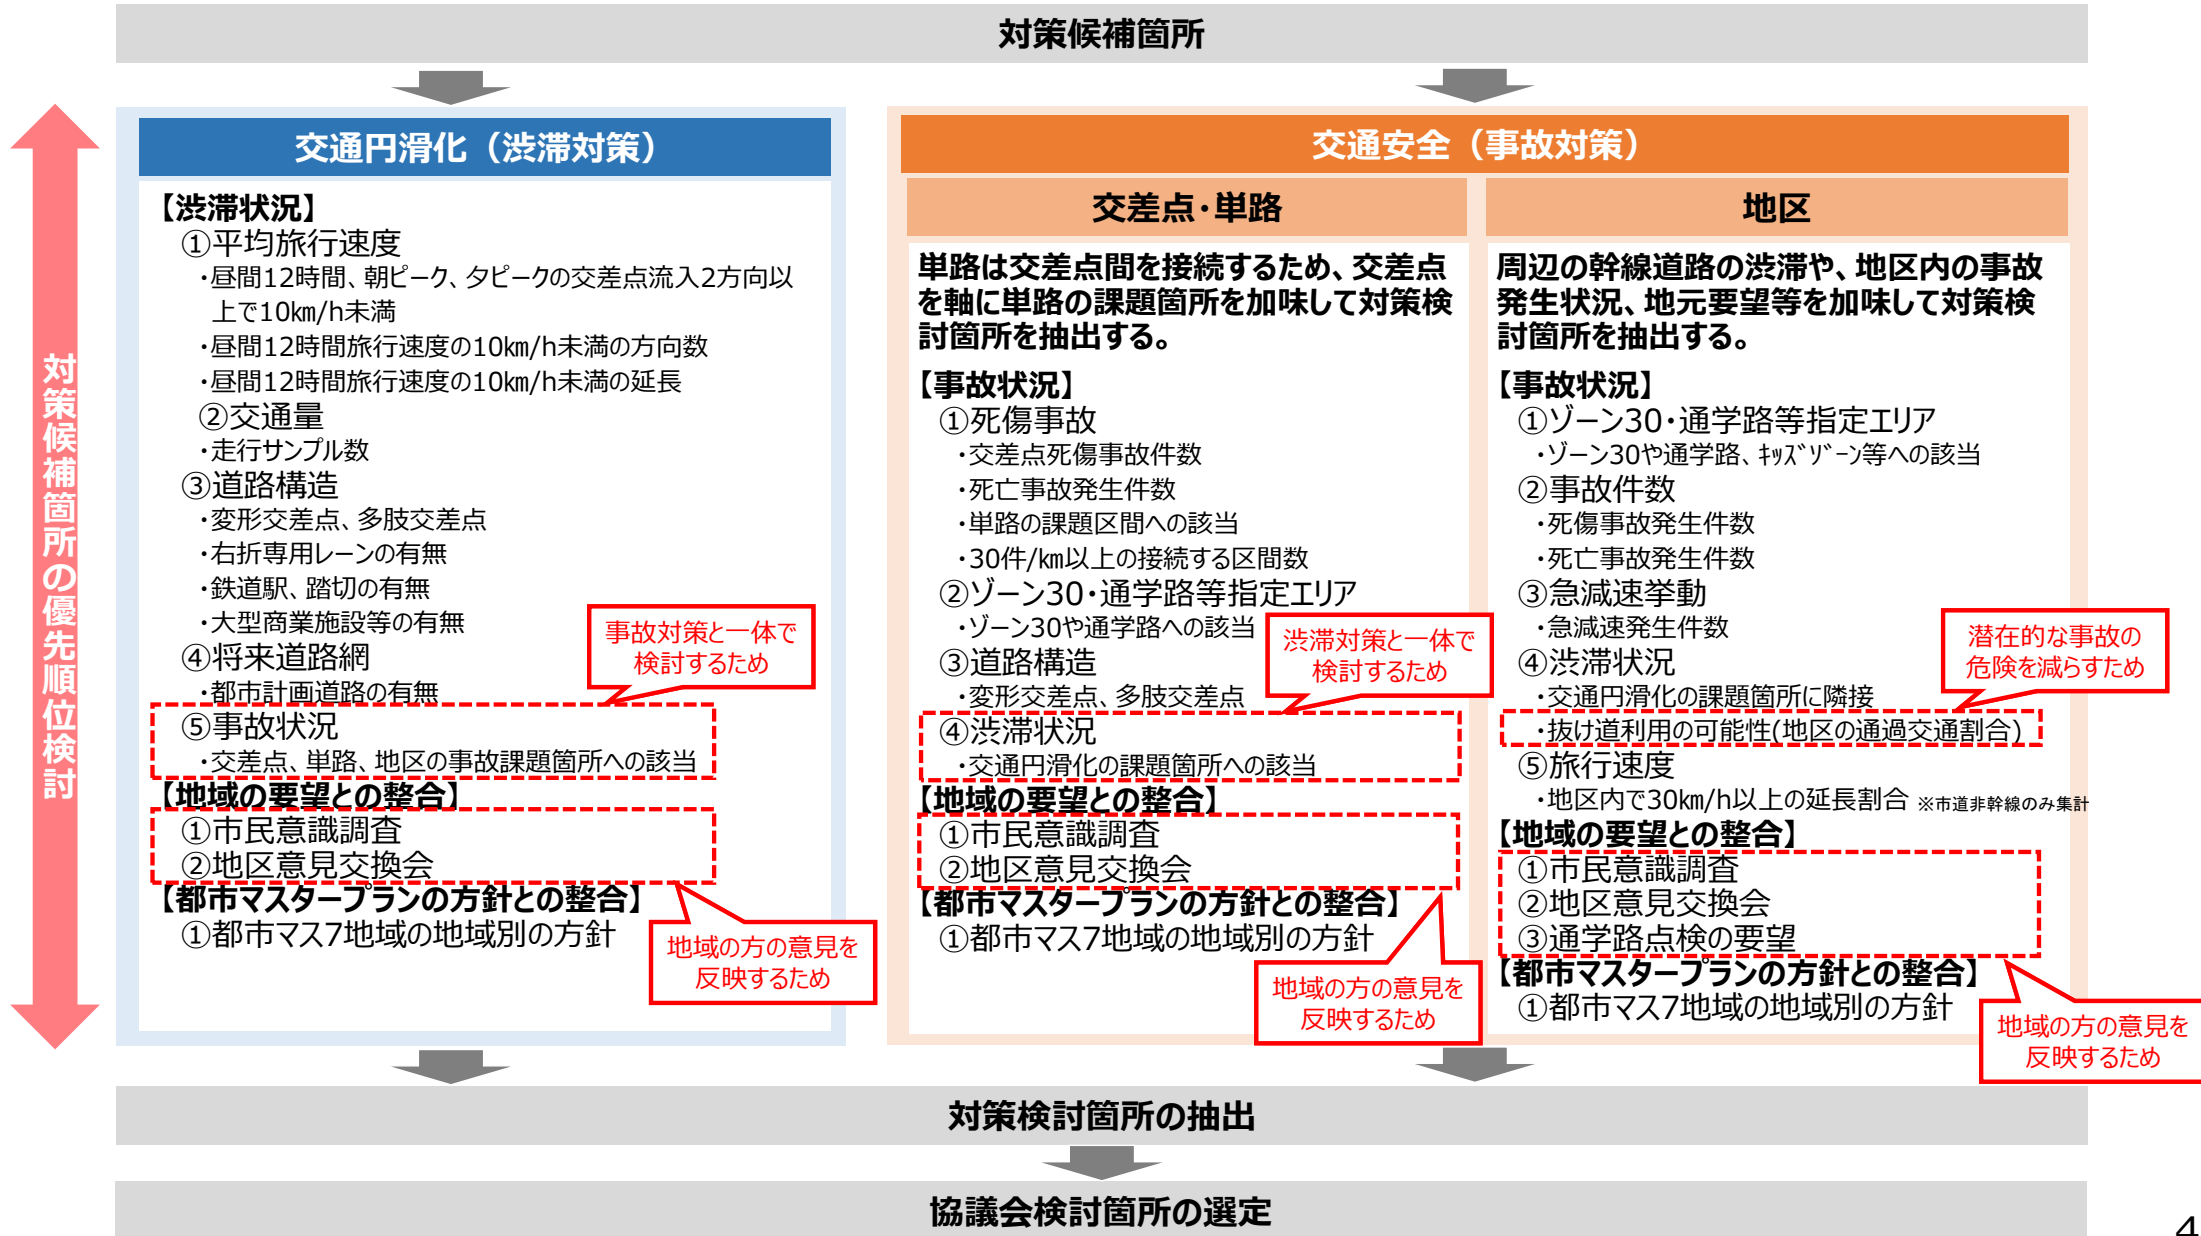 対策候補箇所
対策候補箇所の優先順位検討
交通円滑化（渋滞対策）
【渋滞状況】
①平均旅行速度
・昼間12時間、朝ピーク、夕ピークの交差点流入2方向以
上で10㎞/h未満
・昼間12時間旅行速度の10㎞/h未満の方向数
・昼間12時間旅行速度の10㎞/h未満の延長
②交通量
・走行サンプル数
③道路構造
・変形交差点、多肢交差点
・右折専用レーンの有無
・鉄道駅、踏切の有無
・大型商業施設等の有無
④将来道路網
・都市計画道路の有無
⑤事故状況
・交差点、単路、地区の事故課題箇所への該当
【地域の要望との整合】
①市民意識調査
②地区意見交換会
【都市マスタープランの方針との整合】
①都市マス7地域の地域別の方針
事故対策と一体で
検討するため
地域の方の意見を
反映するため
交通安全（事故対策）
交差点・単路
単路は交差点間を接続するため、交差点
を軸に単路の課題箇所を加味して対策検
討箇所を抽出する。
【事故状況】
①死傷事故
・交差点死傷事故件数
・死亡事故発生件数
・単路の課題区間への該当
・30件/㎞以上の接続する区間数
②ゾーン30・通学路等指定エリア
・ゾーン30や通学路への該当
③道路構造
・変形交差点、多肢交差点
④渋滞状況
・交通円滑化の課題箇所への該当
【地域の要望との整合】
①市民意識調査
②地区意見交換会
【都市マスタープランの方針との整合】
①都市マス7地域の地域別の方針
渋滞対策と一体で
検討するため
地域の方の意見を
反映するため
地区
周辺の幹線道路の渋滞や、地区内の事故
発生状況、地元要望等を加味して対策検
討箇所を抽出する。
【事故状況】
①ゾーン30・通学路等指定エリア
・ゾーン30や通学路、ｷｯｽﾞｿﾞｰﾝ等への該当
②事故件数
・死傷事故発生件数
・死亡事故発生件数
③急減速挙動
・急減速発生件数
④渋滞状況
・交通円滑化の課題箇所に隣接
・抜け道利用の可能性(地区の通過交通割合)
⑤旅行速度
・地区内で30㎞/h以上の延長割合 ※市道非幹線のみ集計
【地域の要望との整合】
①市民意識調査
②地区意見交換会
③通学路点検の要望
【都市マスタープランの方針との整合】
①都市マス7地域の地域別の方針
潜在的な事故の
危険を減らすため
地域の方の意見を
反映するため
対策検討箇所の抽出
協議会検討箇所の選定
4